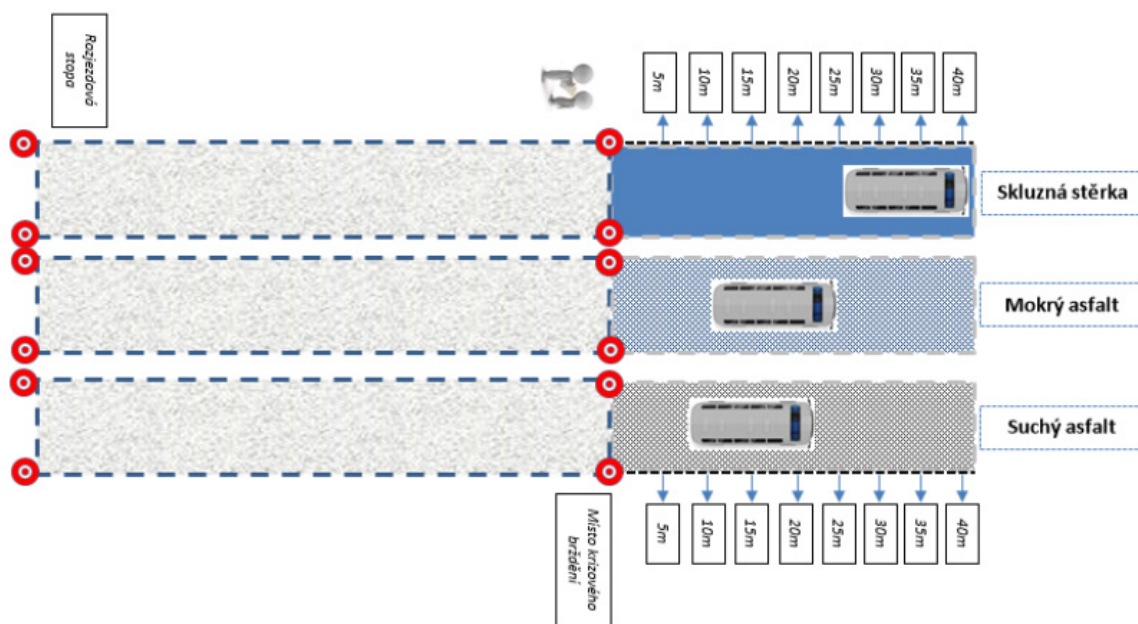 Rozjezdová
stopa
5m
10m
15m
20m
25m
30m
35m
40m
Skluzná stěrka
Mokrý asfalt
Suchý asfalt
5m
10m
15m
20m
25m
30m
35m
40m
Místo krizového
brždění